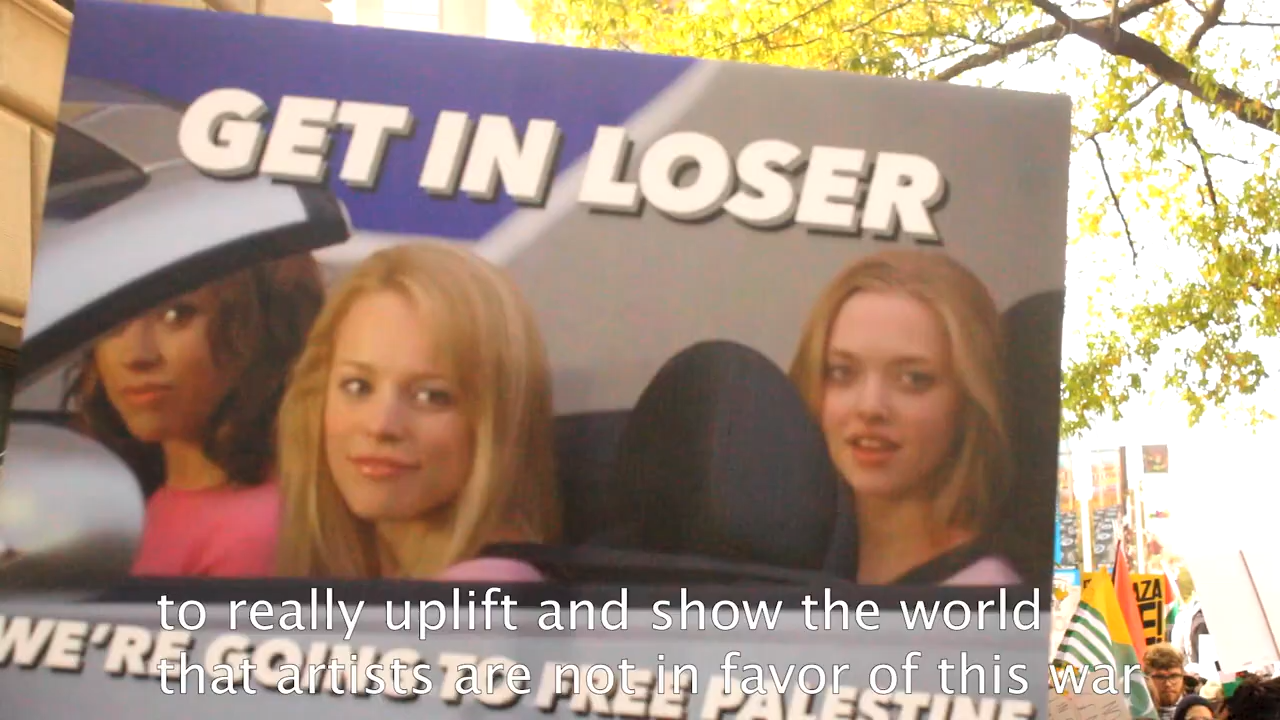 GET IN LOSER
WE'RE GOING TO FREE PALESTINE
to really uplift and show the world
that artists are not in favor of this war
AZA